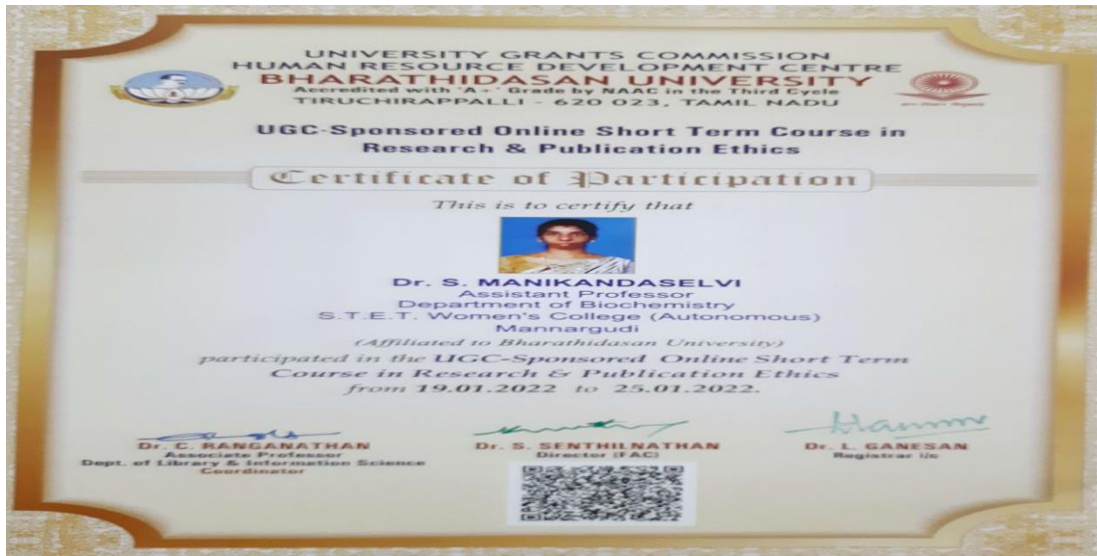 UNIVERSITY GRANTS COMMISSION
HUMAN RESOURCE DEVELOPMENT CENTRE
BHARATHIDASAN UNIVERSITY
Accredited with 'A+' Grade by NAAC in the Third Cycle
TIRUCHIRAPPALLI - 620 023, TAMIL NADU
UGC-Sponsored Online Short Term Course in
Research & Publication Ethics
Certificate of Participation
This is to certify that
Dr. S. MANIKANDASELVI
Assistant Professor
Department of Biochemistry
S.T.E.T. Women's College (Autonomous)
Mannargudi
(Affiliated to Bharathidasan University)
participated in the UGC-Sponsored Online Short Term
Course in Research & Publication Ethics
from 19.01.2022 to 25.01.2022.
Dr. C. RANGANATHAN
Associate Professor
Dept. of Library & Information Science
Coordinator
Dr. S. SENTHILNATHAN
Director (FAC)
Dr. L. GANESAN
Registrar i/c